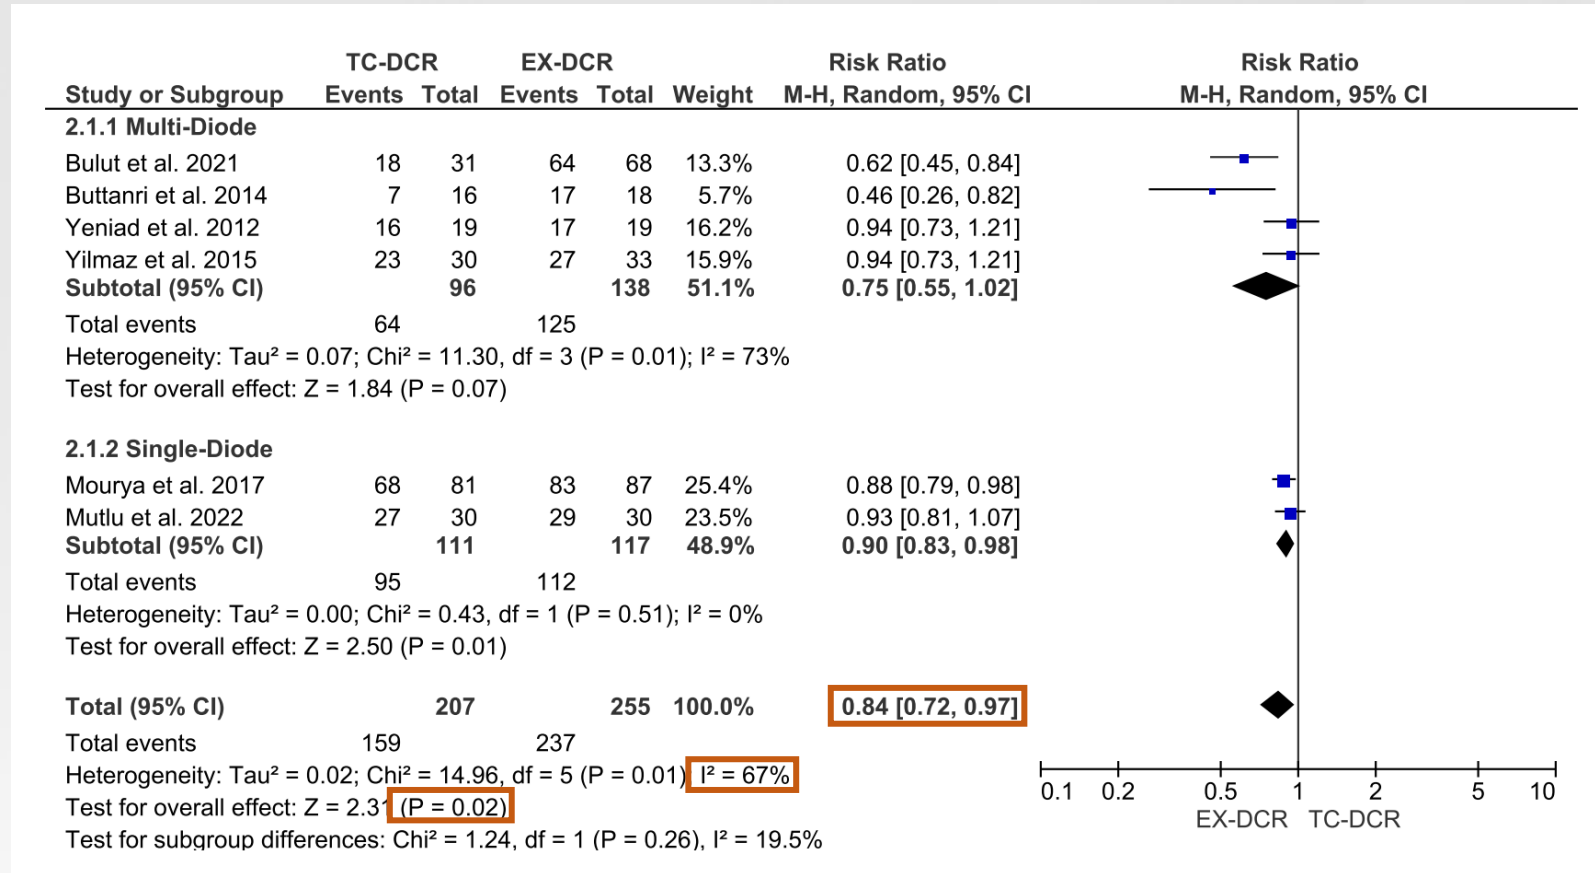 TC-DCR EX-DCR Risk Ratio Risk Ratio
Study or Subgroup Events Total Events Total Weight M-H, Random, 95% CI M-H, Random, 95% CI
2.1.1 Multi-Diode
Bulut et al. 2021 18 31 64 68 13.3% 0.62 [0.45, 0.84]
Buttanri et al. 2014 7 16 17 18 5.7% 0.46 [0.26, 0.82]
Yeniad et al. 2012 16 19 17 19 16.2% 0.94 [0.73, 1.21]
Yilmaz et al. 2015 23 30 27 33 15.9% 0.94 [0.73, 1.21]
Subtotal (95% CI) 96 138 51.1% 0.75 [0.55, 1.02]
Total events 64 125
Heterogeneity: Tau² = 0.07; Chi² = 11.30, df = 3 (P = 0.01); I² = 73%
Test for overall effect: Z = 1.84 (P = 0.07)
2.1.2 Single-Diode
Mourya et al. 2017 68 81 83 87 25.4% 0.88 [0.79, 0.98]
Mutlu et al. 2022 27 30 29 30 23.5% 0.93 [0.81, 1.07]
Subtotal (95% CI) 111 117 48.9% 0.90 [0.83, 0.98]
Total events 95 112
Heterogeneity: Tau² = 0.00; Chi² = 0.43, df = 1 (P = 0.51); I² = 0%
Test for overall effect: Z = 2.50 (P = 0.01)
Total (95% CI) 207 255 100.0% 0.84 [0.72, 0.97]
Total events 159 237
Heterogeneity: Tau² = 0.02; Chi² = 14.96, df = 5 (P = 0.01) I² = 67%
Test for overall effect: Z = 2.31 (P = 0.02)
Test for subgroup differences: Chi² = 1.24, df = 1 (P = 0.26), I² = 19.5%
0.1 0.2 0.5 1 2 5 10
EX-DCR TC-DCR